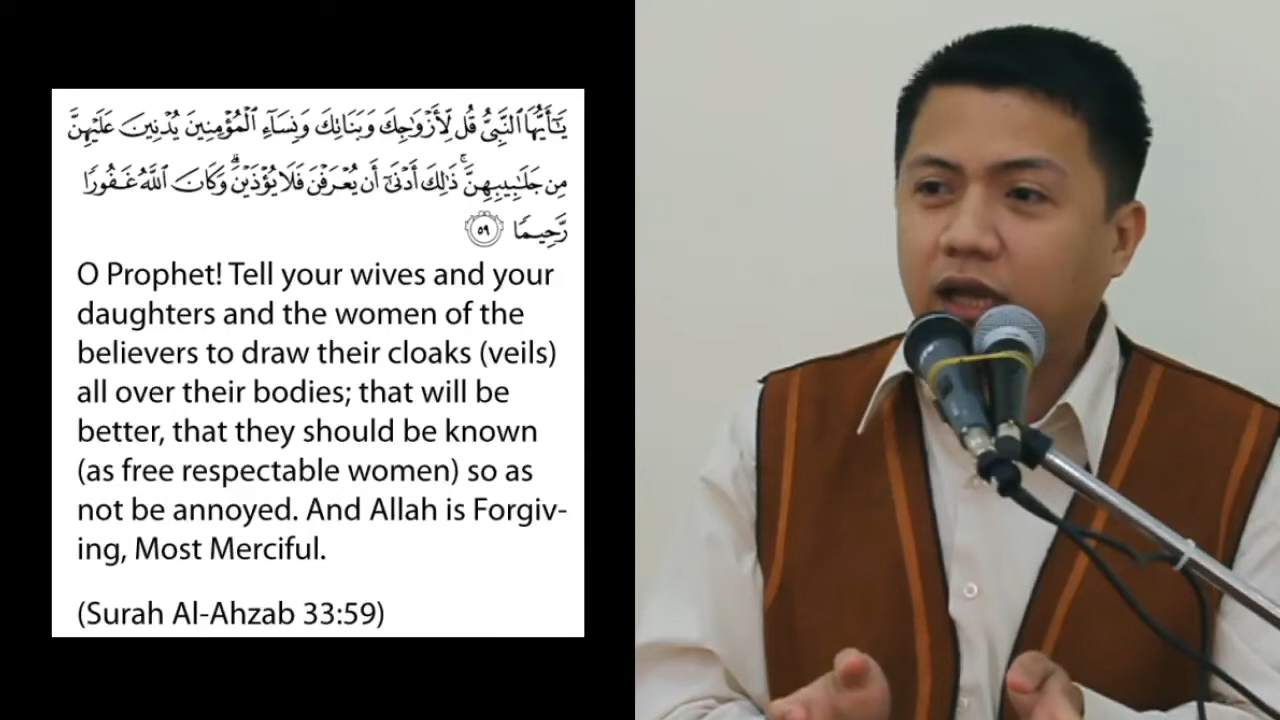 يَـٰٓأَيُّهَا ٱلنَّبِىُّ قُل لِّأَزْوَٰجِكَ وَبَنَاتِكَ وَنِسَآءِ ٱلْمُؤْمِنِينَ يُدْنِينَ عَلَيْهِنَّ
مِن جَلَـٰبِيبِهِنَّ ۚ ذَٰلِكَ أَدْنَىٰٓ أَن يُعْرَفْنَ فَلَا يُؤْذَيْنَ ۗ وَكَانَ ٱللَّهُ غَفُورًا
رَّحِيمًا ٥٩
O Prophet! Tell your wives and your
daughters and the women of the
believers to draw their cloaks (veils)
all over their bodies; that will be
better, that they should be known
(as free respectable women) so as
not be annoyed. And Allah is Forgiv-
ing, Most Merciful.
(Surah Al-Ahzab 33:59)